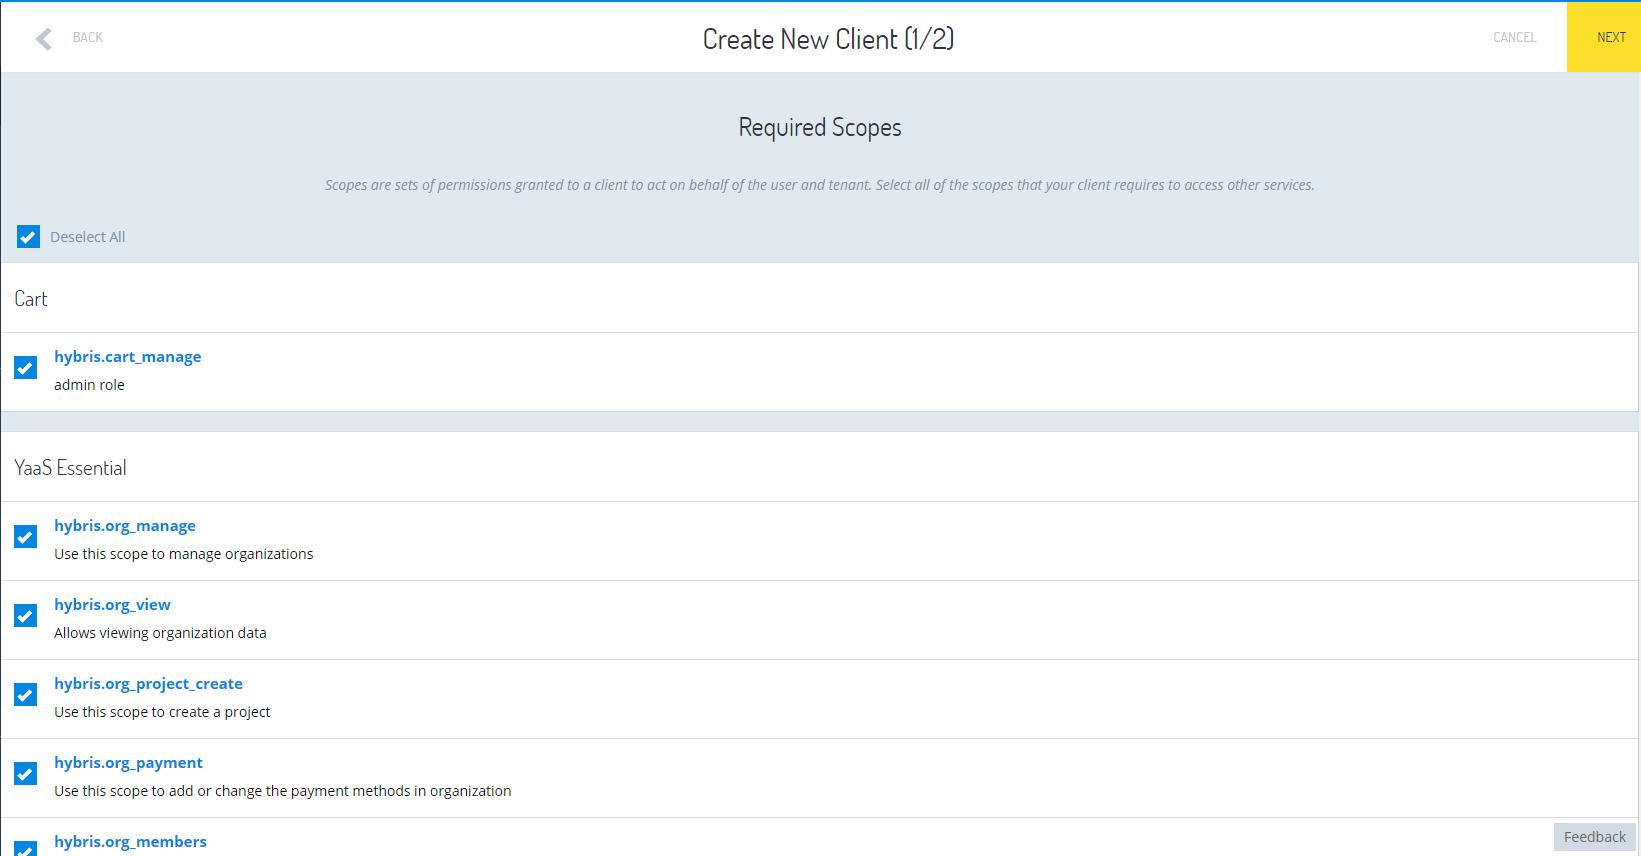 BACK
Create New Client (1/2)
CANCEL
NEXT
Required Scopes
Scopes are sets of permissions granted to a client to act on behalf of the user and tenant. Select all of the scopes that your client requires to access other services.
Deselect All
Cart
hybris.cart_manage
admin role
YaaS Essential
hybris.org_manage
Use this scope to manage organizations
hybris.org_view
Allows viewing organization data
hybris.org_project_create
Use this scope to create a project
hybris.org_payment
Use this scope to add or change the payment methods in organization
hybris.org_members
Feedback